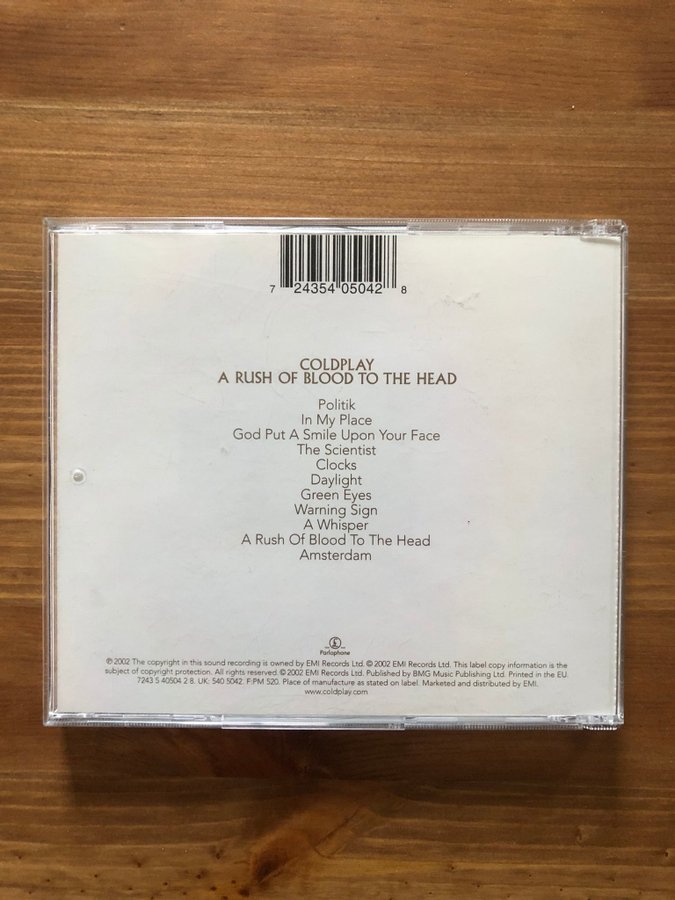 7 24354 05042 8
COLDPLAY
A RUSH OF BLOOD TO THE HEAD
Politik
In My Place
God Put A Smile Upon Your Face
The Scientist
Clocks
Daylight
Green Eyes
Warning Sign
A Whisper
A Rush Of Blood To The Head
Amsterdam
Parlophone
℗ 2002 The copyright in this sound recording is owned by EMI Records Ltd. © 2002 EMI Records Ltd. This label copy information is the
subject of copyright protection. All rights reserved. © 2002 EMI Records Ltd. Published by BMG Music Publishing Ltd. Printed in the EU.
7243 5 40504 2 8. UK: 540 5042. F:PM 520. Place of manufacture as stated on label. Marketed and distributed by EMI.
www.coldplay.com